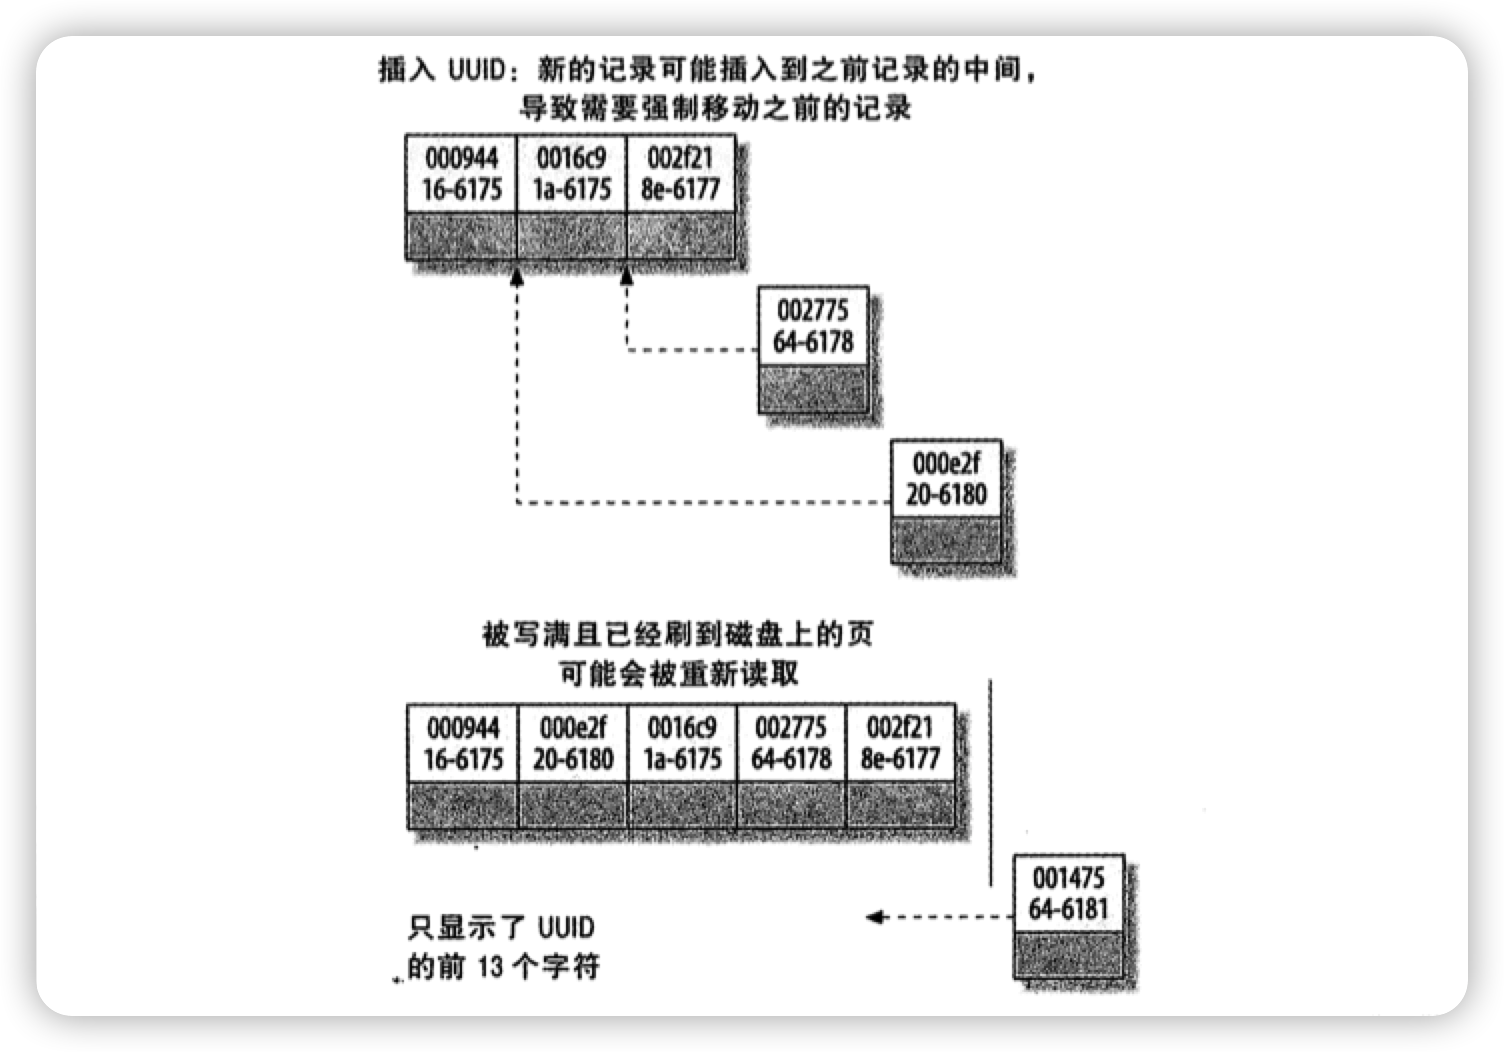 插入 UUID：新的记录可能插入到之前记录的中间，
导致需要强制移动之前的记录
000944 0016c9 002f21
16-6175 1a-6175 8e-6177
002775
64-6178
000e2f
20-6180
被写满且已经刷到磁盘上的页
可能会被重新读取
000944 000e2f 0016c9 002775 002f21
16-6175 20-6180 1a-6175 64-6178 8e-6177
001475
64-6181
只显示了 UUID
的前 13 个字符